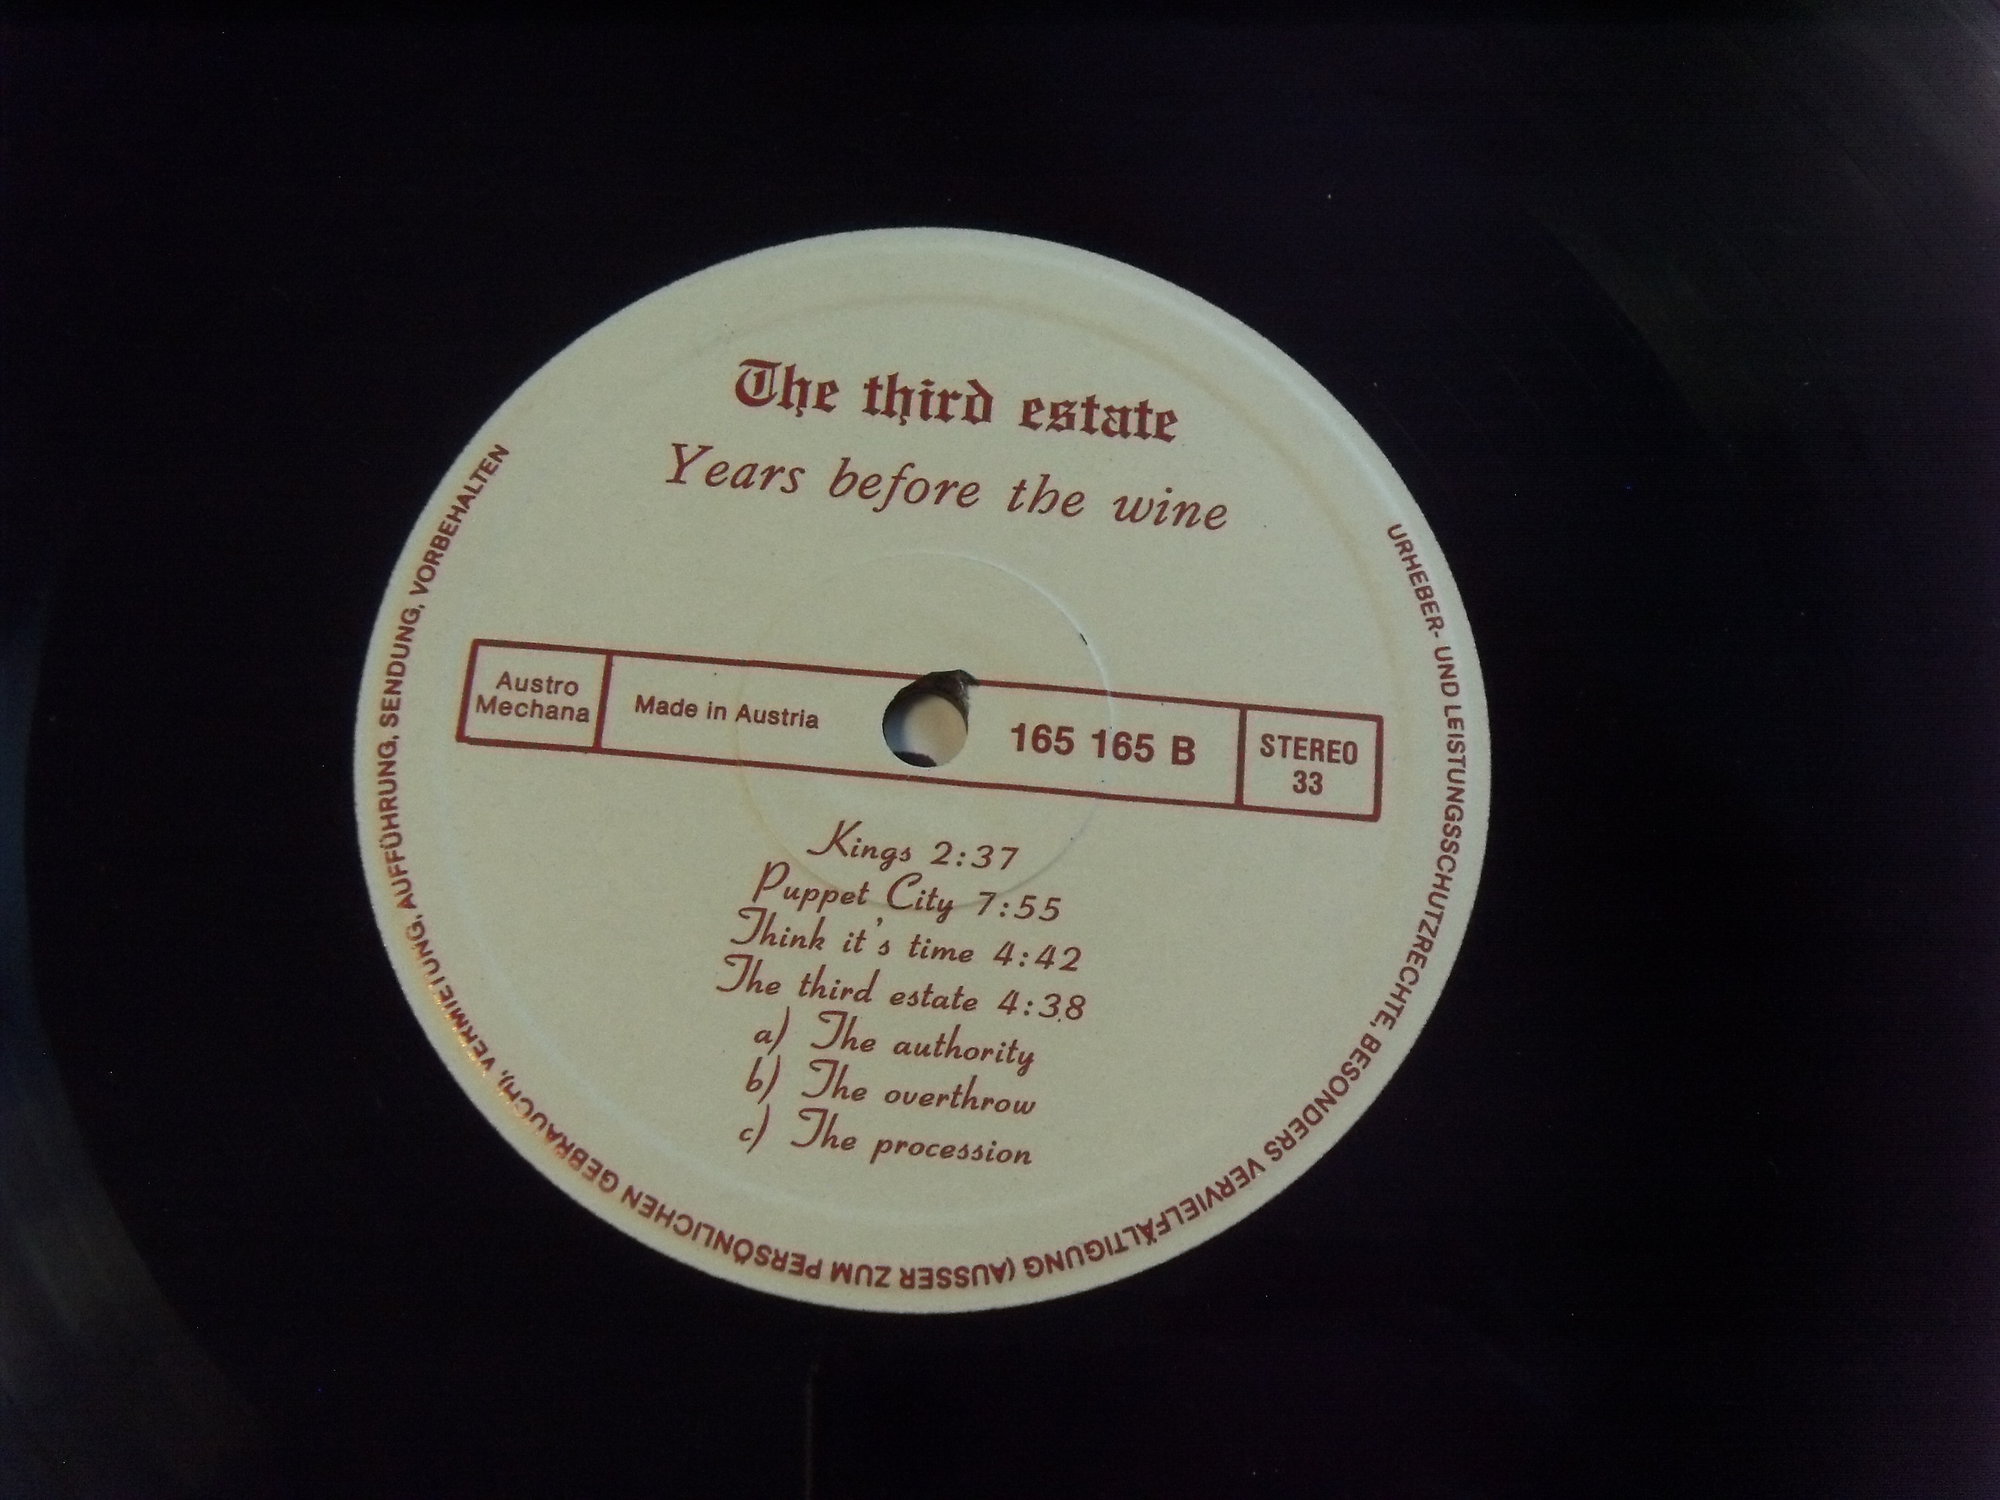 The third estate
Years before the wine
Austro
Mechana
Made in Austria
165 165 B
STEREO
33
Kings 2:37
Puppet City 7:55
Think it's time 4:42
The third estate 4:38
a) The authority
b) The overthrow
c) The procession
URHEBER- UND LEISTUNGSSCHUTZRECHTE, BESONDERS VERVIELFÄLTIGUNG (AUSSER ZUM PERSÖNLICHEN GEBRAUCH), VERMIETUNG, AUFFÜHRUNG, SENDUNG, VORBEHALTEN